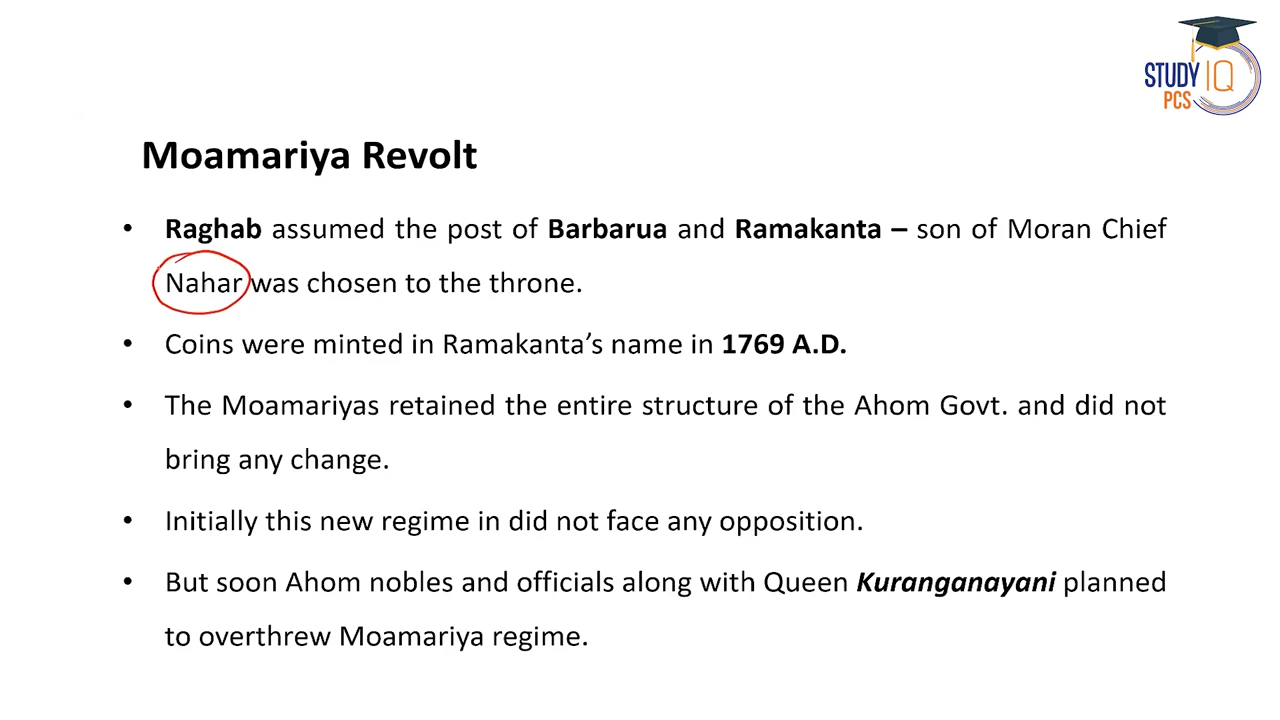 STUDY IQ
PCS
Moamariya Revolt
• Raghab assumed the post of Barbarua and Ramakanta – son of Moran Chief
Nahar was chosen to the throne.
• Coins were minted in Ramakanta’s name in 1769 A.D.
• The Moamariyas retained the entire structure of the Ahom Govt. and did not
bring any change.
• Initially this new regime in did not face any opposition.
• But soon Ahom nobles and officials along with Queen Kuranganayani planned
to overthrew Moamariya regime.